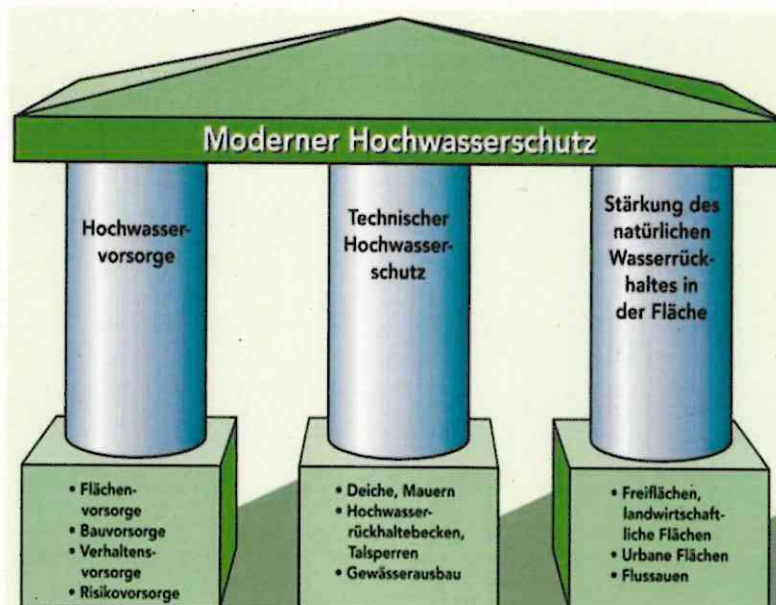 Moderner Hochwasserschutz
Hochwasser-
vorsorge
Technischer
Hochwasser-
schutz
Stärkung des
natürlichen
Wasserrück-
haltes in
der Fläche
• Flächen-
vorsorge
• Bauvorsorge
• Verhaltens-
vorsorge
• Risikovorsorge
• Deiche, Mauern
• Hochwasser-
rückhaltebecken,
Talsperren
• Gewässerausbau
• Freiflächen,
landwirtschaft-
liche Flächen
• Urbane Flächen
• Flussauen